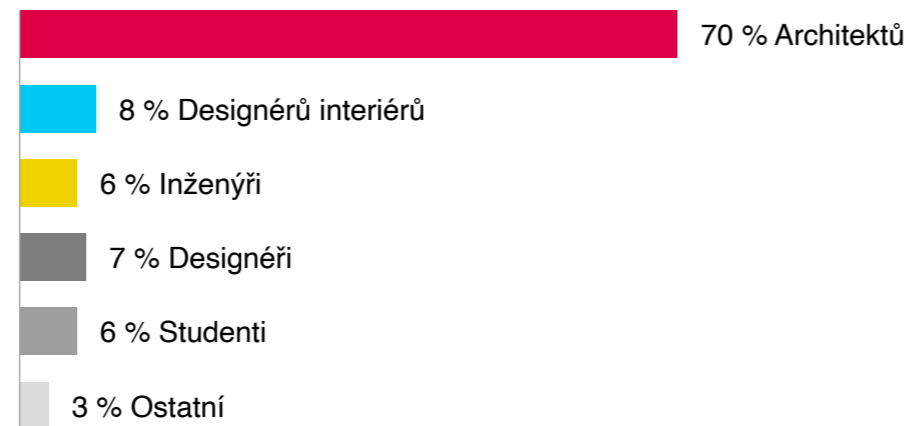 70 % Architektů
8 % Designérů interiérů
6 % Inženýři
7 % Designéři
6 % Studenti
3 % Ostatní